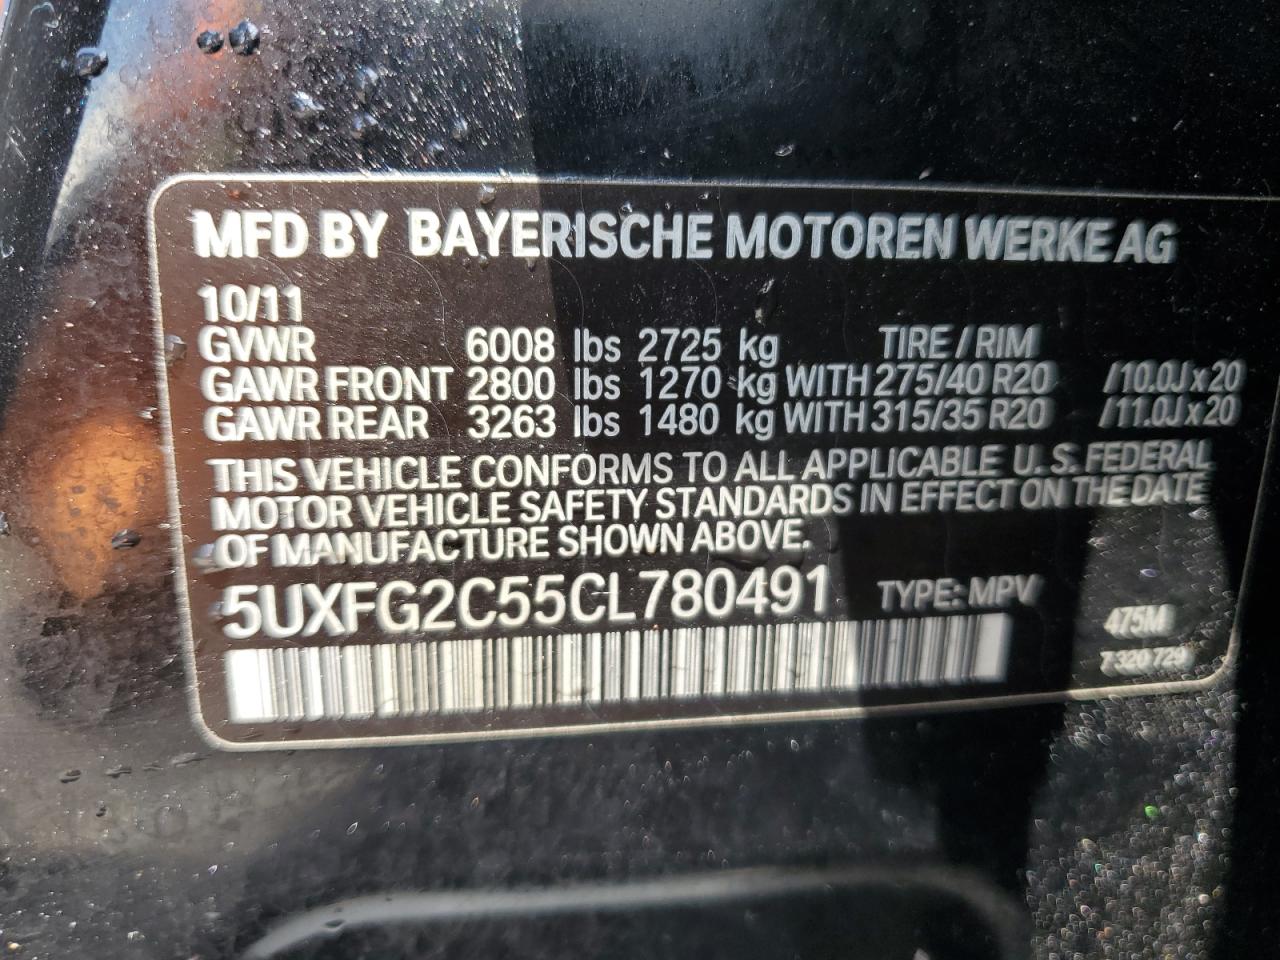 MFD BY BAYERISCHE MOTOREN WERKE AG
10/11
GVWR 6008 lbs 2725 kg TIRE / RIM
GAWR FRONT 2800 lbs 1270 kg WITH 275/40 R20 /10.0J x 20
GAWR REAR 3263 lbs 1480 kg WITH 315/35 R20 /11.0J x 20
THIS VEHICLE CONFORMS TO ALL APPLICABLE U.S. FEDERAL
MOTOR VEHICLE SAFETY STANDARDS IN EFFECT ON THE DATE
OF MANUFACTURE SHOWN ABOVE.
5UXFG2C55CL780491 TYPE: MPV
475M
7 320 729